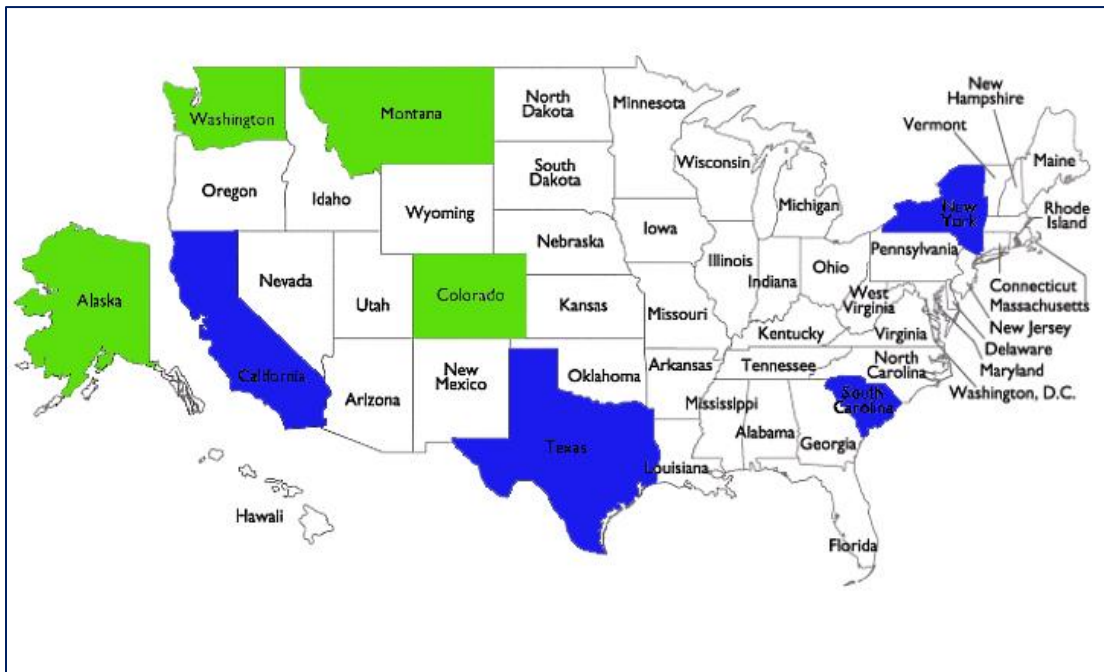 Washington
Montana
North
Dakota
Minnesota
New
Hampshire
Vermont
Maine
Oregon
Idaho
Wyoming
South
Dakota
Wisconsin
Michigan
New
York
Rhode
Island
Alaska
California
Nevada
Utah
Colorado
Nebraska
Kansas
Iowa
Illinois
Indiana
Ohio
Pennsylvania
Connecticut
Massachusetts
New Jersey
Delaware
Maryland
Washington, D.C.
Missouri
Kentucky
West
Virginia
Virginia
Arizona
New
Mexico
Oklahoma
Arkansas
Tennessee
North
Carolina
South
Carolina
Texas
Louisiana
Mississippi
Alabama
Georgia
Florida
Hawaii